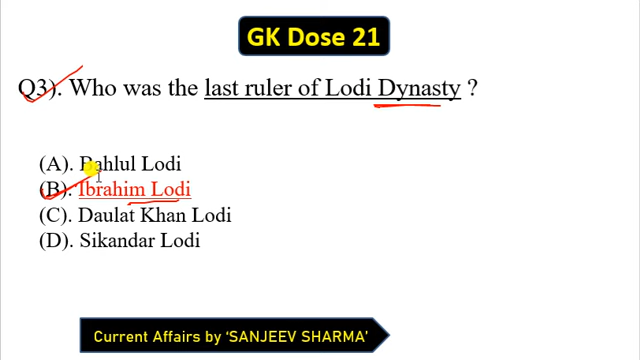 GK Dose 21
Q3). Who was the last ruler of Lodi Dynasty ?
(A). Bahlul Lodi
(B). Ibrahim Lodi
(C). Daulat Khan Lodi
(D). Sikandar Lodi
Current Affairs by ‘SANJEEV SHARMA’